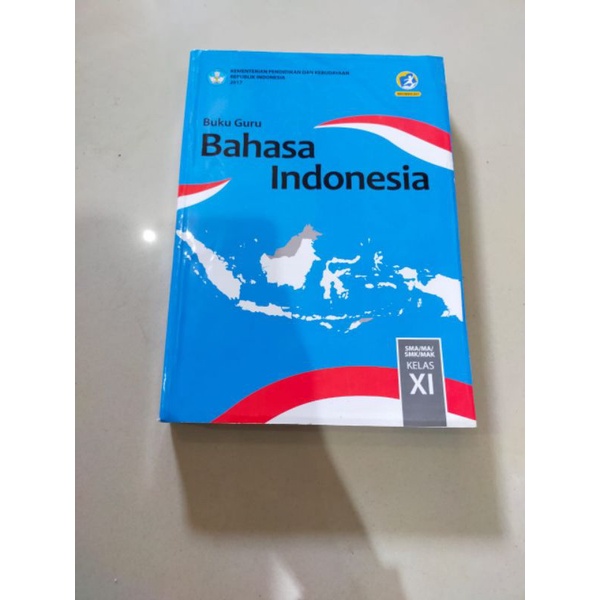 KEMENTERIAN PENDIDIKAN DAN KEBUDAYAAN
REPUBLIK INDONESIA
2017
Buku Guru
Bahasa
Indonesia
SMA/MA/
SMK/MAK
KELAS
XI